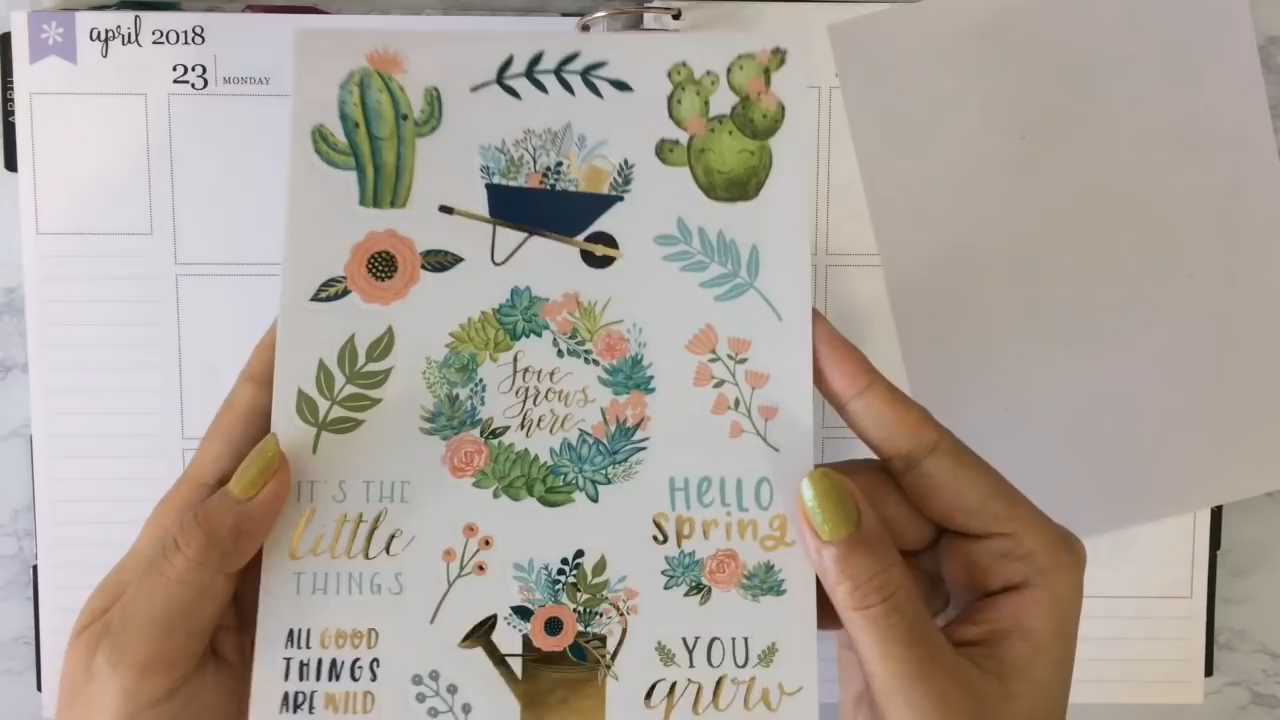 april 2018
23 MONDAY
APRIL
Love
grows
here
IT'S THE
little
THINGS
HELLO
spring
ALL GOOD
THINGS
ARE WILD
YOU
grow